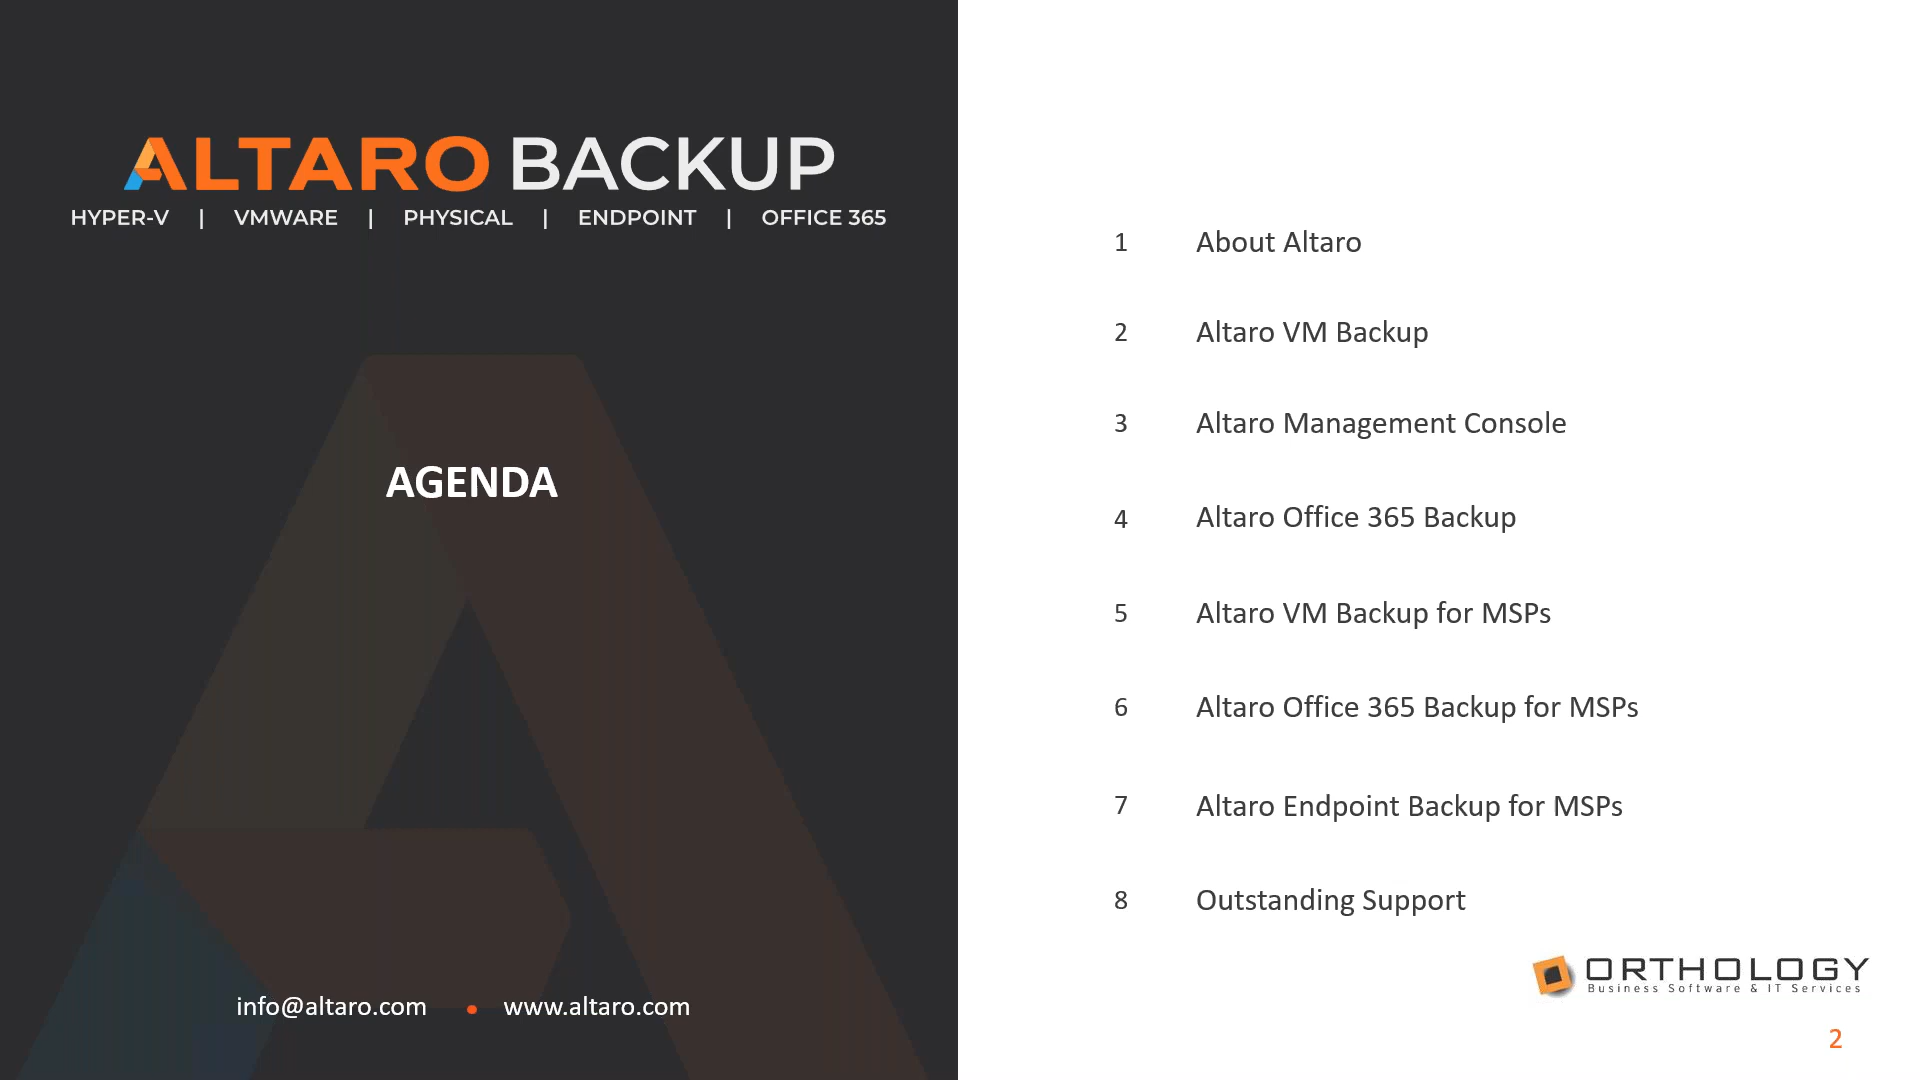 ALTARO BACKUP
HYPER-V | VMWARE | PHYSICAL | ENDPOINT | OFFICE 365
AGENDA
info@altaro.com • www.altaro.com
1 About Altaro
2 Altaro VM Backup
3 Altaro Management Console
4 Altaro Office 365 Backup
5 Altaro VM Backup for MSPs
6 Altaro Office 365 Backup for MSPs
7 Altaro Endpoint Backup for MSPs
8 Outstanding Support
ORTHOLOGY
Business Software & IT Services
2